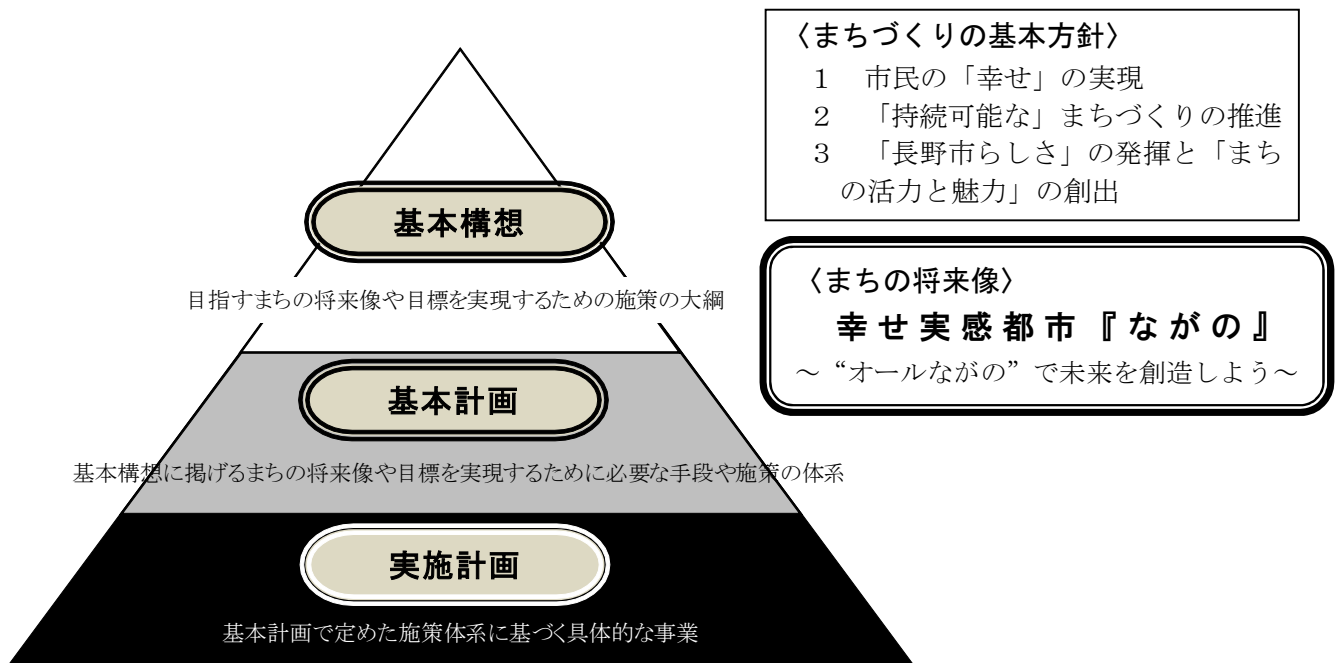 〈まちづくりの基本方針〉
１　市民の「幸せ」の実現
２　「持続可能な」まちづくりの推進
３　「長野市らしさ」の発揮と「まち
の活力と魅力」の創出
基本構想
目指すまちの将来像や目標を実現するための施策の大綱
〈まちの将来像〉
幸せ実感都市『ながの』
～“オールながの”で未来を創造しよう～
基本計画
基本構想に掲げるまちの将来像や目標を実現するために必要な手段や施策の体系
実施計画
基本計画で定めた施策体系に基づく具体的な事業